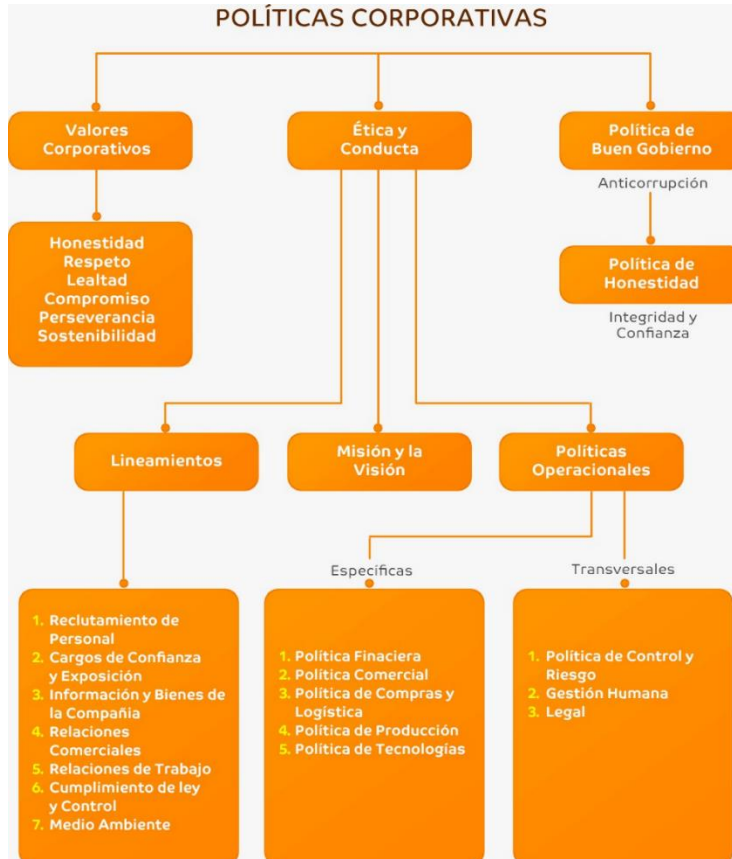 POLÍTICAS CORPORATIVAS
Valores
Corporativos
Ética y
Conducta
Política de
Buen Gobierno
Anticorrupción
Honestidad
Respeto
Lealtad
Compromiso
Perseverancia
Sostenibilidad
Política de
Honestidad
Integridad y
Confianza
Lineamientos
Misión y la
Visión
Políticas
Operacionales
Especificas
Transversales
1. Reclutamiento de
Personal
2. Cargos de Confianza
y Exposición
3. Información y Bienes de
la Compañia
4. Relaciones
Comerciales
5. Relaciones de Trabajo
6. Cumplimiento de ley
y Control
7. Medio Ambiente
1. Política Finaciera
2. Política Comercial
3. Política de Compras y
Logística
4. Política de Producción
5. Política de Tecnologías
1. Política de Control y
Riesgo
2. Gestión Humana
3. Legal